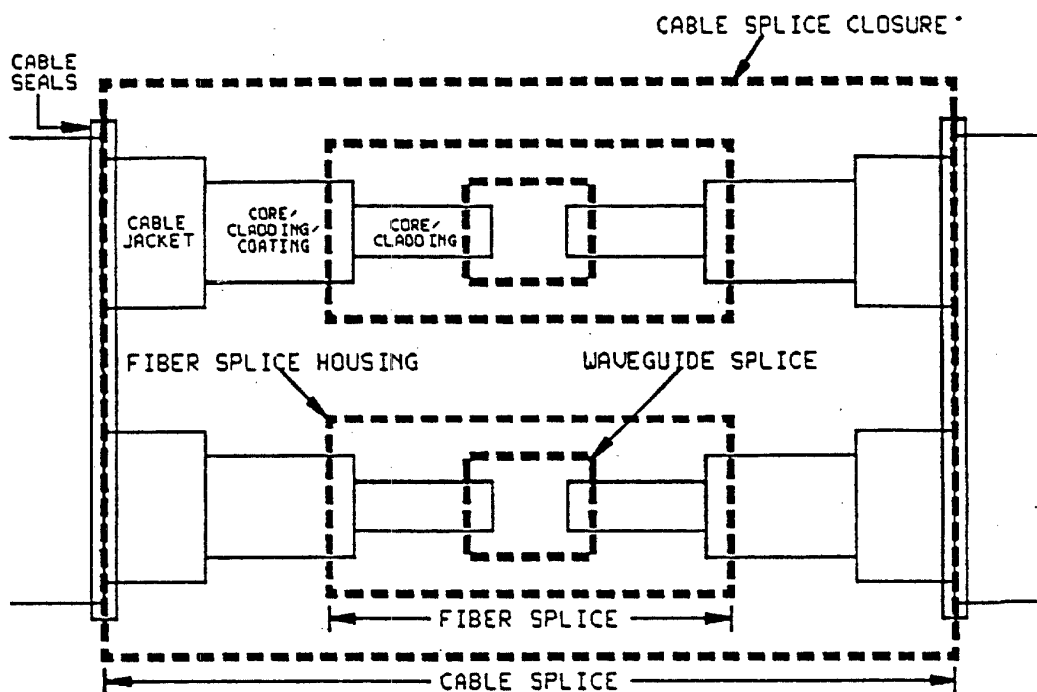 CABLE SPLICE CLOSURE*
CABLE
SEALS
CABLE
JACKET
CORE/
CLADDING/
COATING
CORE/
CLADDING
FIBER SPLICE HOUSING
WAVEGUIDE SPLICE
FIBER SPLICE
CABLE SPLICE